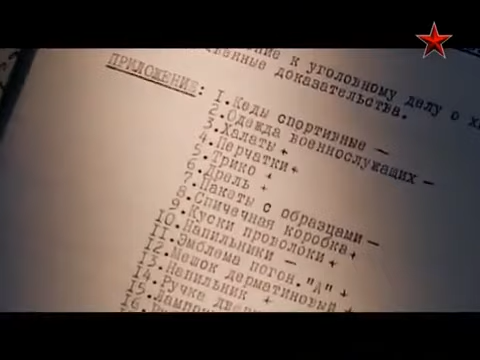 к уголовному делу о
доказательства.
ПРИЛОЖЕНИЕ:
1. Кеды спортивные —
2. Одежда военнослужащих —
3. Халаты +
4. Перчатки +
5. Трико +
6. Дрель +
7. Пакеты с образцами —
8. Спичечная коробка +
9. Куски проволоки +
10. Напильники —
11. Эмблема погон. "А" +
12. Мешок дерматиновый +
13. Напильник +
14. Ручка
15.
16.